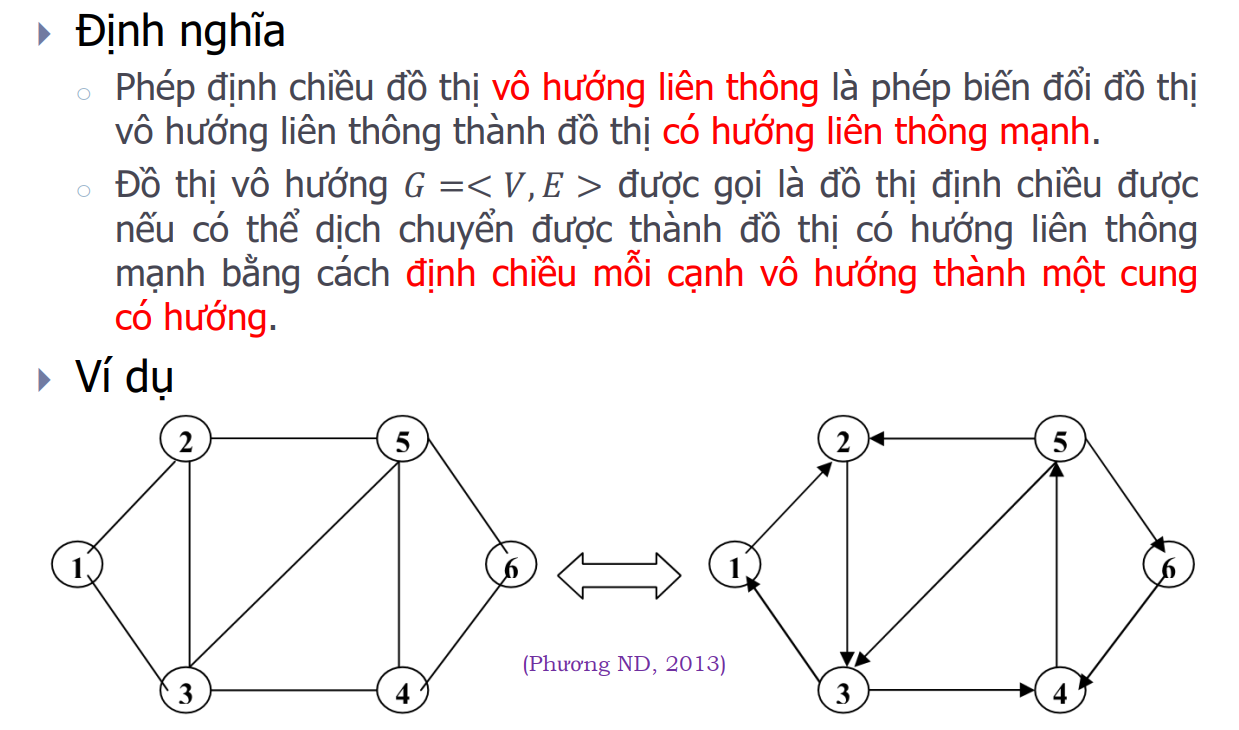 Định nghĩa
Phép định chiều đồ thị vô hướng liên thông là phép biến đổi đồ thị
vô hướng liên thông thành đồ thị có hướng liên thông mạnh.
Đồ thị vô hướng G =< V, E > được gọi là đồ thị định chiều được
nếu có thể dịch chuyển được thành đồ thị có hướng liên thông
mạnh bằng cách định chiều mỗi cạnh vô hướng thành một cung
có hướng.
Ví dụ
2 5 2 5
1 6 1 6
(Phương ND, 2013)
3 4 3 4